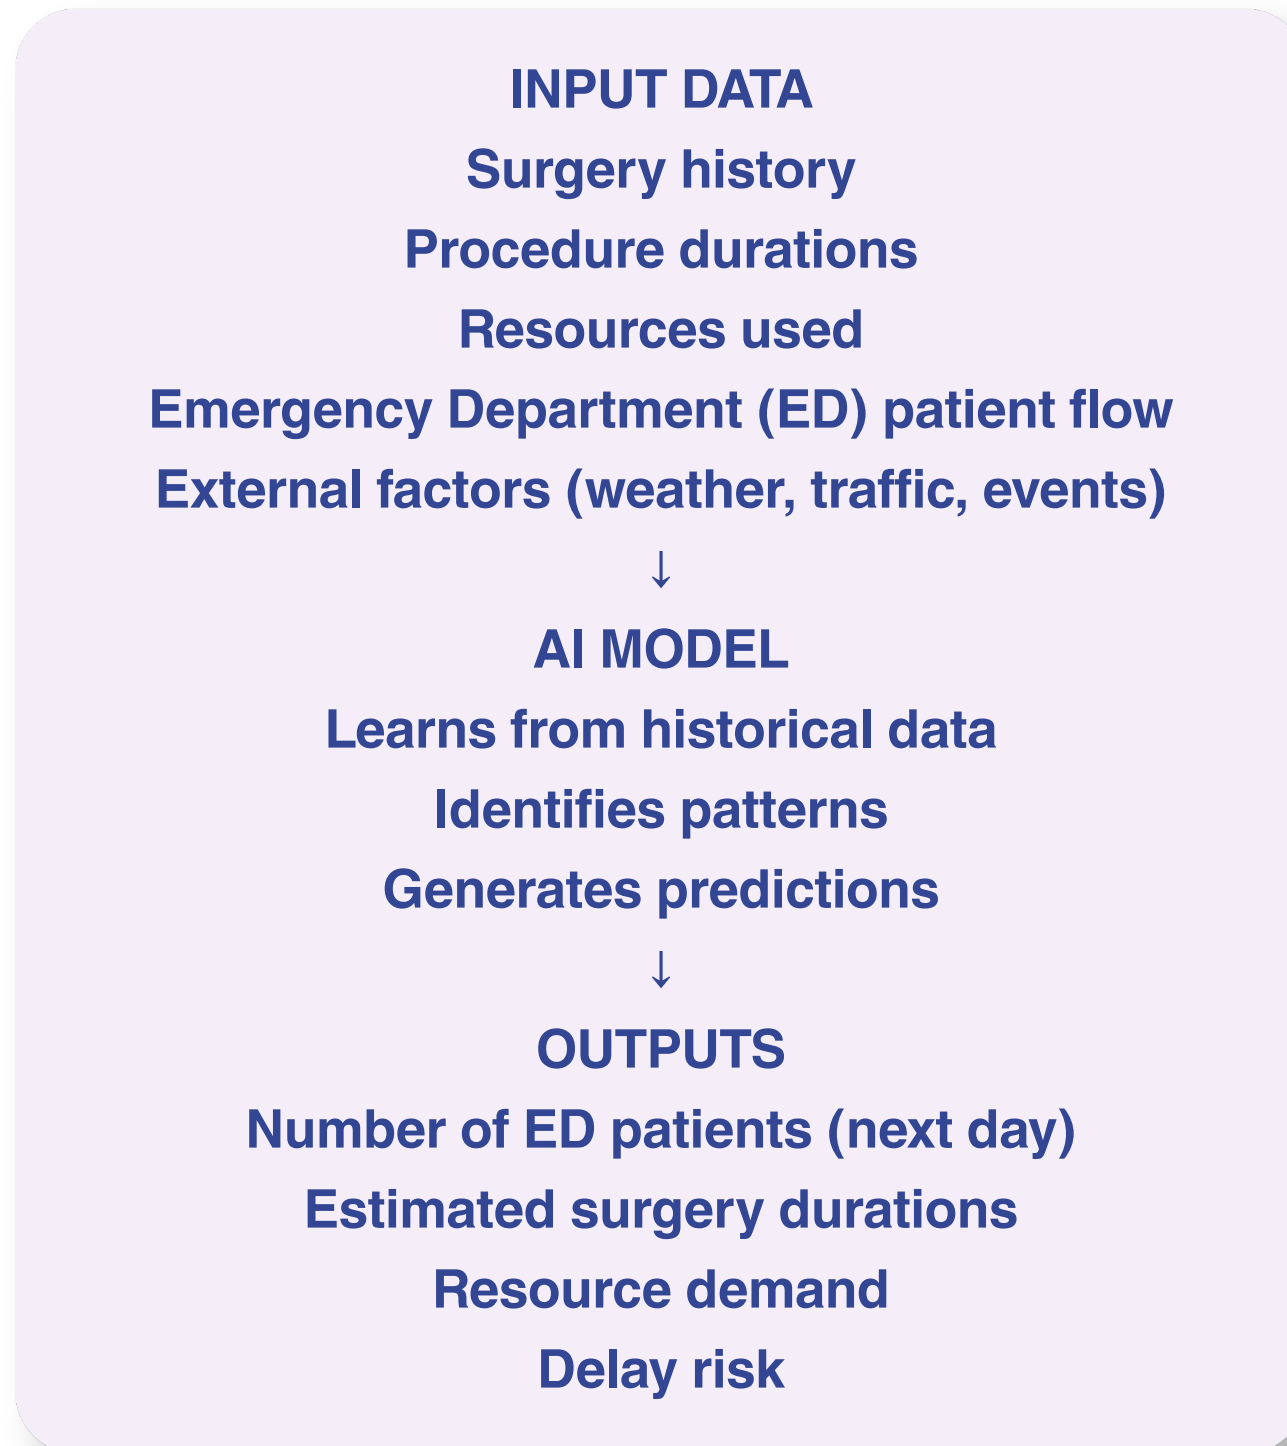 INPUT DATA
Surgery history
Procedure durations
Resources used
Emergency Department (ED) patient flow
External factors (weather, traffic, events)
↓
AI MODEL
Learns from historical data
Identifies patterns
Generates predictions
↓
OUTPUTS
Number of ED patients (next day)
Estimated surgery durations
Resource demand
Delay risk